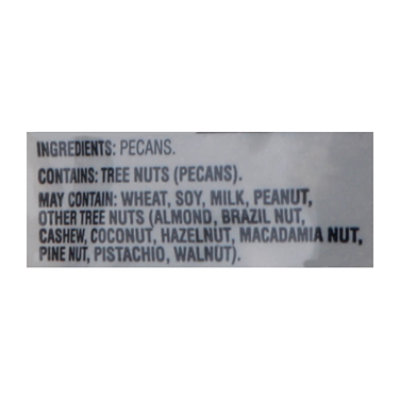 INGREDIENTS: PECANS.
CONTAINS: TREE NUTS (PECANS).
MAY CONTAIN: WHEAT, SOY, MILK, PEANUT,
OTHER TREE NUTS (ALMOND, BRAZIL NUT,
CASHEW, COCONUT, HAZELNUT, MACADAMIA NUT,
PINE NUT, PISTACHIO, WALNUT).